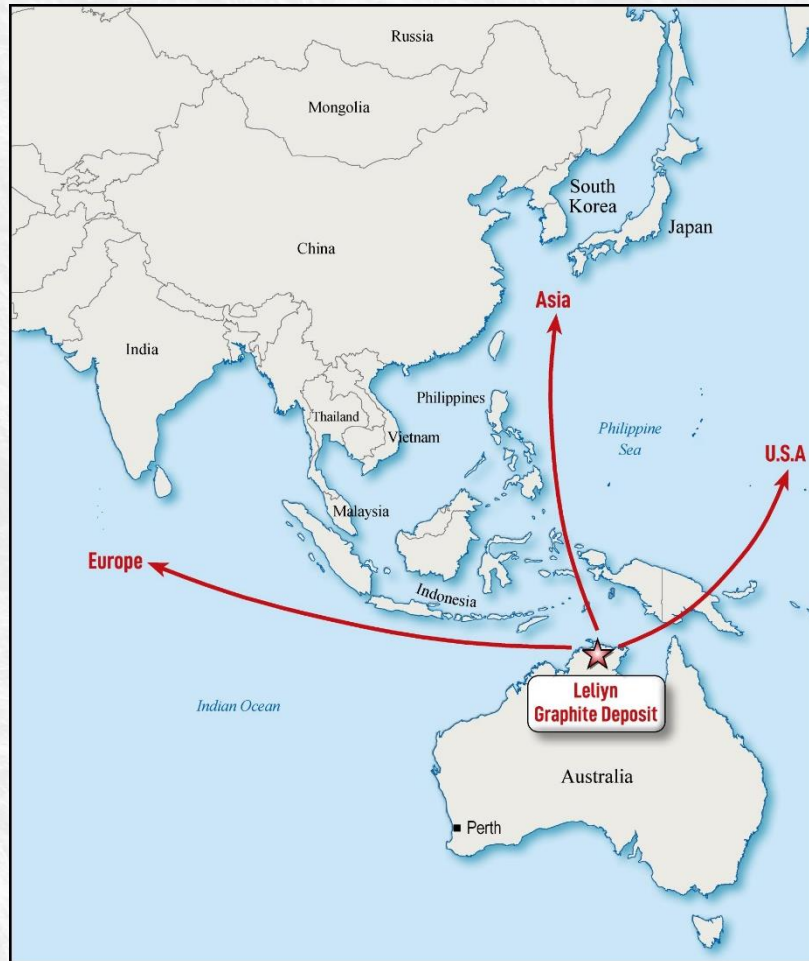 Russia
Mongolia
South
Korea
Japan
China
Asia
India
Philippines
Thailand
Vietnam
Philippine
Sea
U.S.A
Malaysia
Europe
Indonesia
Leliyn
Graphite Deposit
Indian Ocean
Australia
Perth